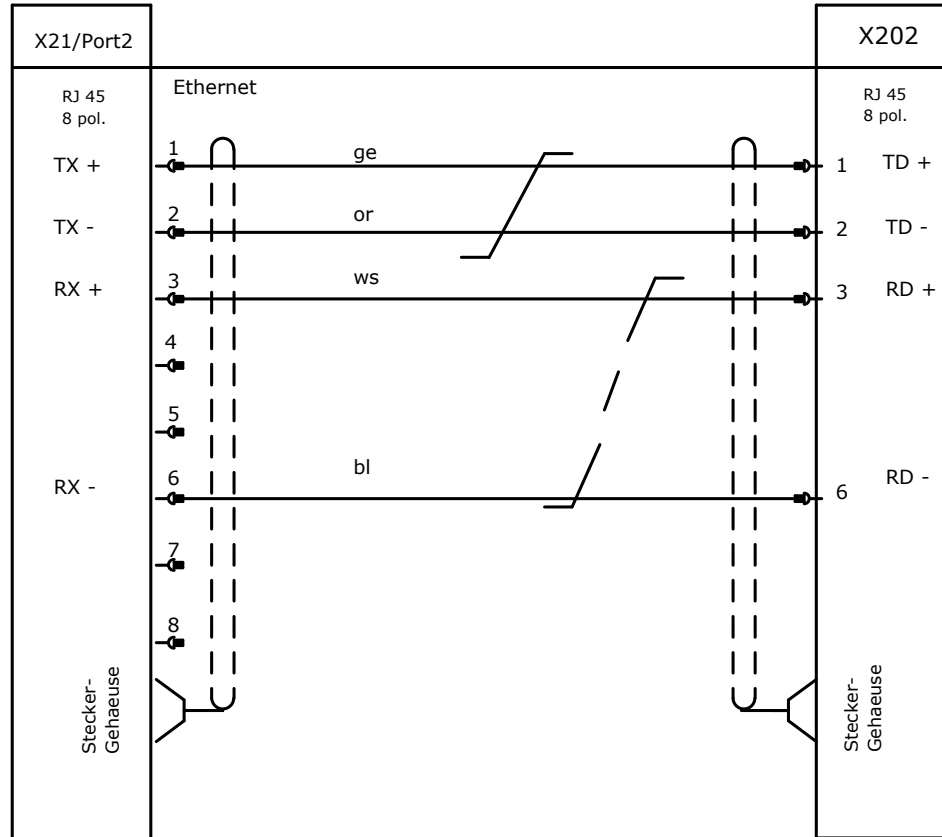 X21/Port2
X202
RJ 45
8 pol.
Ethernet
RJ 45
8 pol.
TX +
1
ge
1
TD +
TX -
2
or
2
TD -
RX +
3
ws
3
RD +
4
5
RX -
6
bl
6
RD -
7
8
Stecker-
Gehaeuse
Stecker-
Gehaeuse